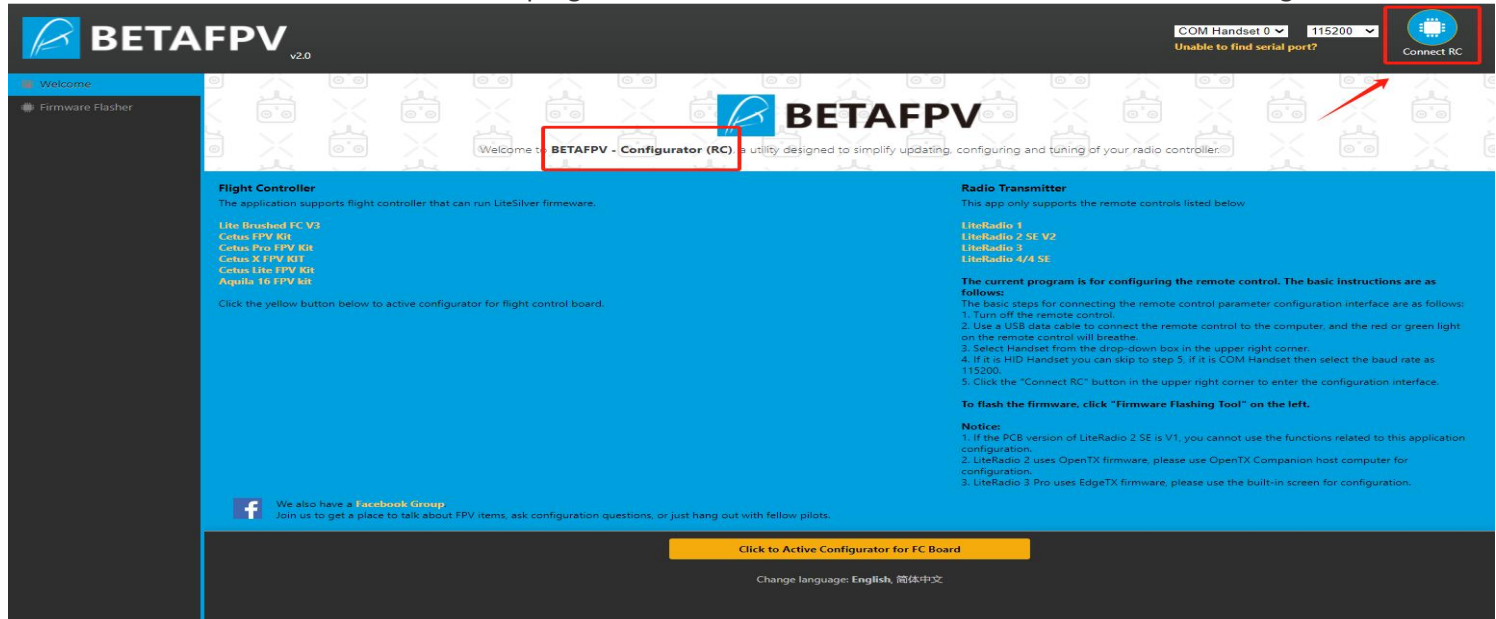 BETAFPV
v2.0
COM Handset 0
115200
Unable to find serial port?
Connect RC
Welcome
Firmware Flasher
BETAFPV
Welcome to BETAFPV - Configurator (RC), a utility designed to simplify updating, configuring and tuning of your radio controller.
Flight Controller
The application supports flight controller that can run LiteSilver firmeware.
Lite Brushed FC V3
Cetus FPV Kit
Cetus Pro FPV Kit
Cetus X FPV KIT
Cetus Lite FPV Kit
Aquila 16 FPV kit
Click the yellow button below to active configurator for flight control board.
Radio Transmitter
This app only supports the remote controls listed below
LiteRadio 1
LiteRadio 2 SE V2
LiteRadio 3
LiteRadio 4/4 SE
The current program is for configuring the remote control. The basic instructions are as
follows:
The basic steps for connecting the remote control parameter configuration interface are as follows:
1. Turn off the remote control.
2. Use a USB data cable to connect the remote control to the computer, and the red or green light
on the remote control will breathe.
3. Select Handset from the drop-down box in the upper right corner.
4. If it is HID Handset you can skip to step 5, if it is COM Handset then select the baud rate as
115200.
5. Click the "Connect RC" button in the upper right corner to enter the configuration interface.
To flash the firmware, click "Firmware Flashing Tool" on the left.
Notice:
1. If the PCB version of LiteRadio 2 SE is V1, you cannot use the functions related to this application
configuration.
2. LiteRadio 2 uses OpenTX firmware, please use OpenTX Companion host computer for
configuration.
3. LiteRadio 3 Pro uses EdgeTX firmware, please use the built-in screen for configuration.
We also have a Facebook Group
Join us to get a place to talk about FPV items, ask configuration questions, or just hang out with fellow pilots.
Click to Active Configurator for FC Board
Change language: English, 简体中文